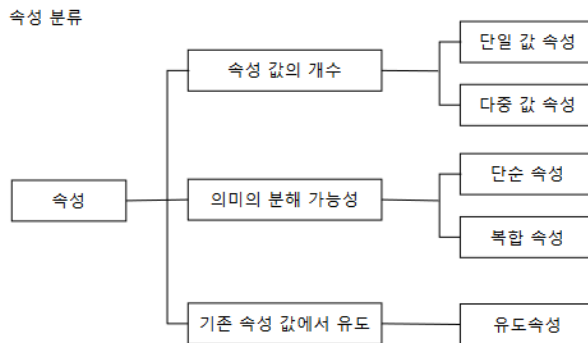 속성 분류
속성
속성 값의 개수
단일 값 속성
다중 값 속성
의미의 분해 가능성
단순 속성
복합 속성
기존 속성 값에서 유도
유도속성